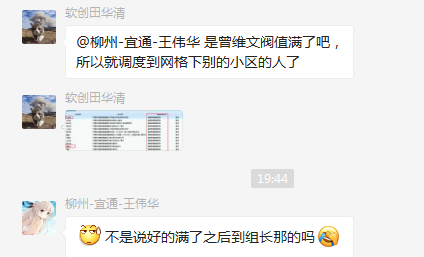 软创田华清
@柳州-宜通-王伟华 是曾维文阀值满了吧，
所以就调度到网格下别的小区的人了
软创田华清
19:44
柳州-宜通-王伟华
不是说好的满了之后到组长那的吗